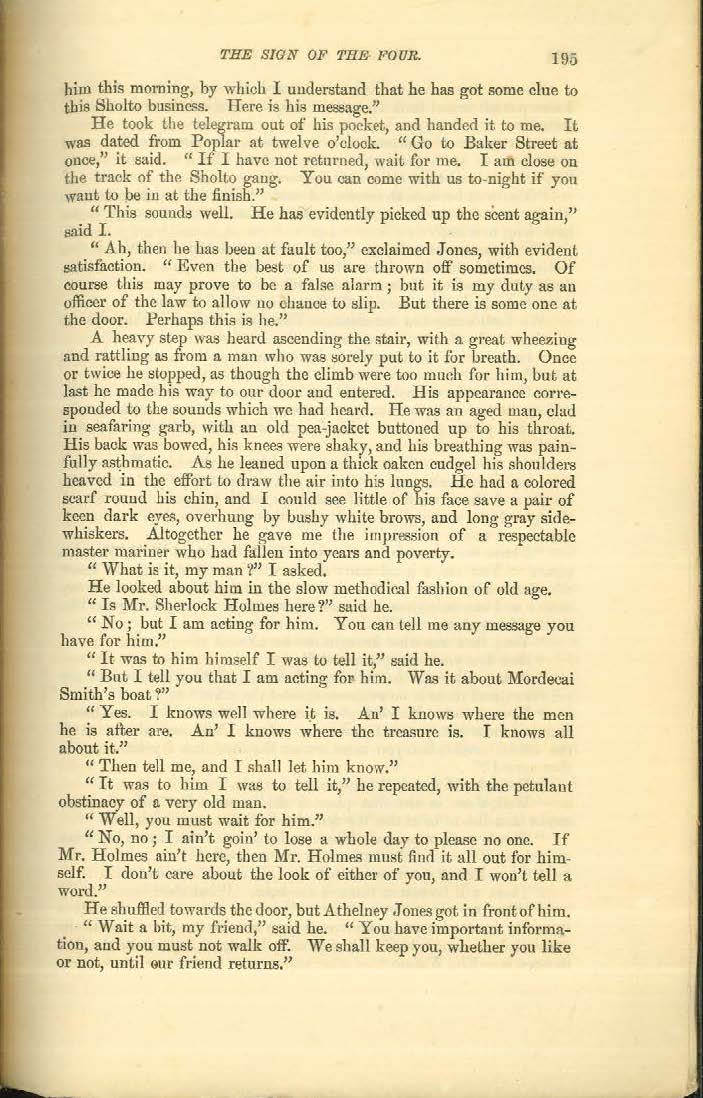 THE SIGN OF THE FOUR. 195
him this morning, by which I understand that he has got some clue to
this Sholto business. Here is his message.”
He took the telegram out of his pocket, and handed it to me. It
was dated from Poplar at twelve o’clock. “ Go to Baker Street at
once,” it said. “ If I have not returned, wait for me. I am close on
the track of the Sholto gang. You can come with us to-night if you
want to be in at the finish.”
“ This sounds well. He has evidently picked up the scent again,”
said I.
“ Ah, then he has been at fault too,” exclaimed Jones, with evident
satisfaction. “ Even the best of us are thrown off sometimes. Of
course this may prove to be a false alarm ; but it is my duty as an
officer of the law to allow no chance to slip. But there is some one at
the door. Perhaps this is he.”
A heavy step was heard ascending the stair, with a great wheezing
and rattling as from a man who was sorely put to it for breath. Once
or twice he stopped, as though the climb were too much for him, but at
last he made his way to our door and entered. His appearance corre-
sponded to the sounds which we had heard. He was an aged man, clad
in seafaring garb, with an old pea-jacket buttoned up to his throat.
His back was bowed, his knees were shaky, and his breathing was pain-
fully asthmatic. As he leaned upon a thick oaken cudgel his shoulders
heaved in the effort to draw the air into his lungs. He had a colored
scarf round his chin, and I could see little of his face save a pair of
keen dark eyes, overhung by bushy white brows, and long gray side-
whiskers. Altogether he gave me the impression of a respectable
master mariner who had fallen into years and poverty.
“ What is it, my man ?” I asked.
He looked about him in the slow methodical fashion of old age.
“ Is Mr. Sherlock Holmes here ?” said he.
“ No ; but I am acting for him. You can tell me any message you
have for him.”
“ It was to him himself I was to tell it,” said he.
“ But I tell you that I am acting for him. Was it about Mordecai
Smith’s boat ?”
“ Yes. I knows well where it is. An’ I knows where the men
he is after are. An’ I knows where the treasure is. I knows all
about it.”
“ Then tell me, and I shall let him know.”
“ It was to him I was to tell it,” he repeated, with the petulant
obstinacy of a very old man.
“ Well, you must wait for him.”
“ No, no ; I ain’t goin’ to lose a whole day to please no one. If
Mr. Holmes ain’t here, then Mr. Holmes must find it all out for him-
self. I don’t care about the look of either of you, and I won’t tell a
word.”
He shuffled towards the door, but Athelney Jones got in front of him.
“ Wait a bit, my friend,” said he. “ You have important informa-
tion, and you must not walk off. We shall keep you, whether you like
or not, until our friend returns.”